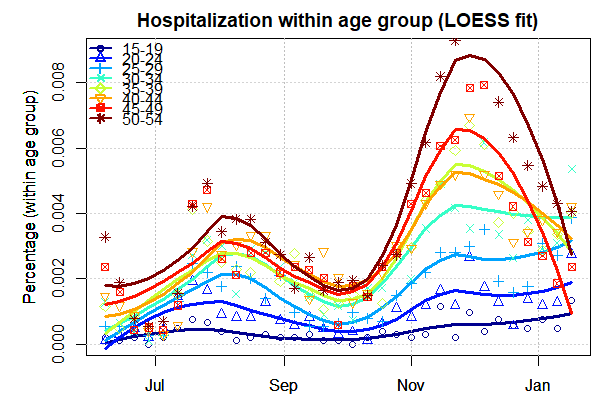 Hospitalization within age group (LOESS fit)
15-19
20-24
25-29
30-34
35-39
40-44
45-49
50-54
Percentage (within age group)
0.008
0.006
0.004
0.002
0.000
Jul
Sep
Nov
Jan